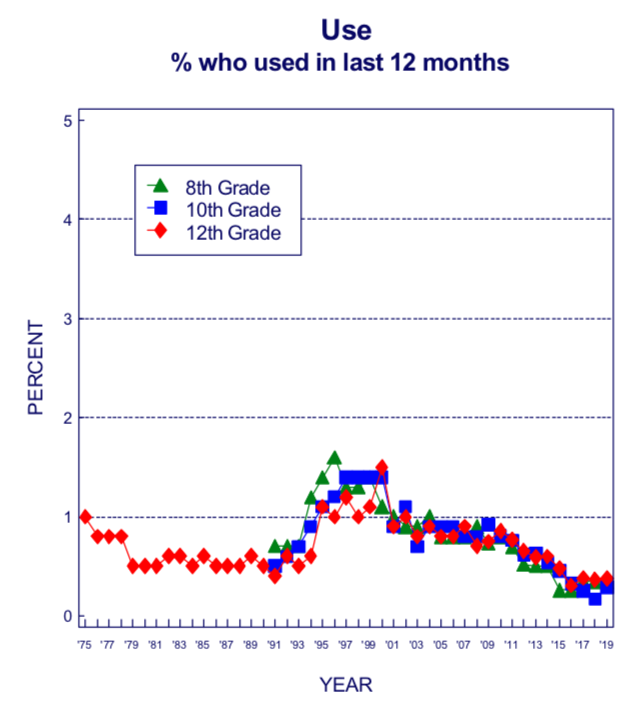 Use
% who used in last 12 months
5
8th Grade
10th Grade
12th Grade
4
3
2
1
0
PERCENT
'75 '77 '79 '81 '83 '85 '87 '89 '91 '93 '95 '97 '99 '01 '03 '05 '07 '09 '11 '13 '15 '17 '19
YEAR